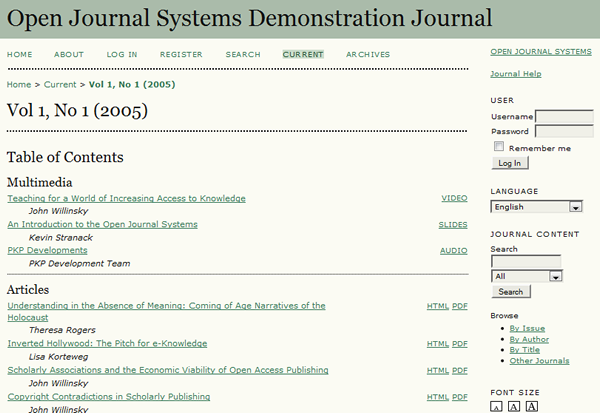 Open Journal Systems Demonstration Journal
HOME ABOUT LOG IN REGISTER SEARCH CURRENT ARCHIVES
Home > Current > Vol 1, No 1 (2005)
Vol 1, No 1 (2005)
Table of Contents
Multimedia
Teaching for a World of Increasing Access to Knowledge VIDEO
John Willinsky
An Introduction to the Open Journal Systems SLIDES
Kevin Stranack
PKP Developments AUDIO
PKP Development Team
Articles
Understanding in the Absence of Meaning: Coming of Age Narratives of the HTML PDF
Holocaust
Theresa Rogers
Inverted Hollywood: The Pitch for e-Knowledge HTML PDF
Lisa Korteweg
Scholarly Associations and the Economic Viability of Open Access Publishing HTML PDF
John Willinsky
Copyright Contradictions in Scholarly Publishing HTML PDF
John Willinsky
OPEN JOURNAL SYSTEMS
Journal Help
USER
Username
Password
Remember me
Log In
LANGUAGE
English
JOURNAL CONTENT
Search
All
Search
Browse
By Issue
By Author
By Title
Other Journals
FONT SIZE
A A A